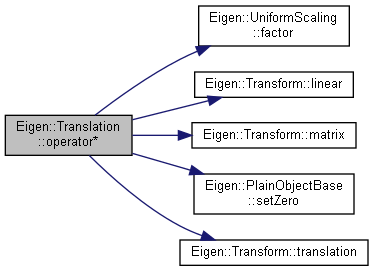 Eigen::Translation
::operator*
Eigen::UniformScaling
::factor
Eigen::Transform::linear
Eigen::Transform::matrix
Eigen::PlainObjectBase
::setZero
Eigen::Transform::translation